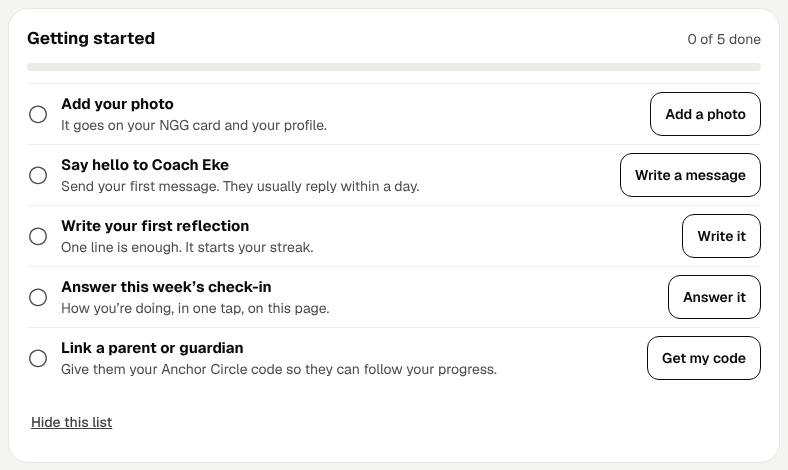 Getting started
0 of 5 done
Add your photo
It goes on your NGG card and your profile.
Add a photo
Say hello to Coach Eke
Send your first message. They usually reply within a day.
Write a message
Write your first reflection
One line is enough. It starts your streak.
Write it
Answer this week’s check-in
How you’re doing, in one tap, on this page.
Answer it
Link a parent or guardian
Give them your Anchor Circle code so they can follow your progress.
Get my code
Hide this list